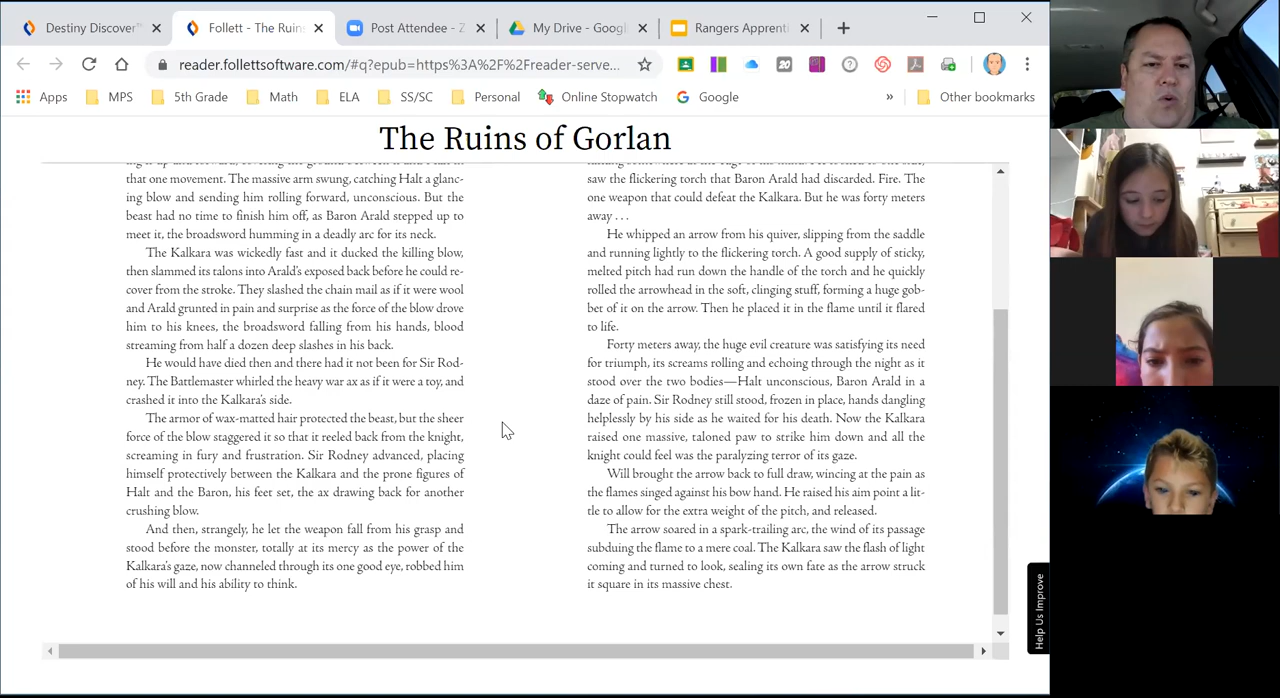 Destiny Discover™
Follett - The Ruin
Post Attendee - Z
My Drive - Googl
Rangers Apprenti
reader.follettsoftware.com/#q?epub=https%3A%2F%2Freader-serve...
20
Apps
MPS
5th Grade
Math
ELA
SS/SC
Personal
Online Stopwatch
Google
»
Other bookmarks
The Ruins of Gorlan
that one movement. The massive arm swung, catching Halt a glanc-
ing blow and sending him rolling forward, unconscious. But the
beast had no time to finish him off, as Baron Arald stepped up to
meet it, the broadsword humming in a deadly arc for its neck.
The Kalkara was wickedly fast and it ducked the killing blow,
then slammed its talons into Arald's exposed back before he could re-
cover from the stroke. They slashed the chain mail as if it were wool
and Arald grunted in pain and surprise as the force of the blow drove
him to his knees, the broadsword falling from his hands, blood
streaming from half a dozen deep slashes in his back.
He would have died then and there had it not been for Sir Rod-
ney. The Battlemaster whirled the heavy war ax as if it were a toy, and
crashed it into the Kalkara's side.
The armor of wax-matted hair protected the beast, but the sheer
force of the blow staggered it so that it reeled back from the knight,
screaming in fury and frustration. Sir Rodney advanced, placing
himself protectively between the Kalkara and the prone figures of
Halt and the Baron, his feet set, the ax drawing back for another
crushing blow.
And then, strangely, he let the weapon fall from his grasp and
stood before the monster, totally at its mercy as the power of the
Kalkara's gaze, now channeled through its one good eye, robbed him
of his will and his ability to think.
saw the flickering torch that Baron Arald had discarded. Fire. The
one weapon that could defeat the Kalkara. But he was forty meters
away . . .
He whipped an arrow from his quiver, slipping from the saddle
and running lightly to the flickering torch. A good supply of sticky,
melted pitch had run down the handle of the torch and he quickly
rolled the arrowhead in the soft, clinging stuff, forming a huge gob-
bet of it on the arrow. Then he placed it in the flame until it flared
to life.
Forty meters away, the huge evil creature was satisfying its need
for triumph, its screams rolling and echoing through the night as it
stood over the two bodies—Halt unconscious, Baron Arald in a
daze of pain. Sir Rodney still stood, frozen in place, hands dangling
helplessly by his side as he waited for his death. Now the Kalkara
raised one massive, taloned paw to strike him down and all the
knight could feel was the paralyzing terror of its gaze.
Will brought the arrow back to full draw, wincing at the pain as
the flames singed against his bow hand. He raised his aim point a lit-
tle to allow for the extra weight of the pitch, and released.
The arrow soared in a spark-trailing arc, the wind of its passage
subduing the flame to a mere coal. The Kalkara saw the flash of light
coming and turned to look, sealing its own fate as the arrow struck
it square in its massive chest.
Help Us Improve